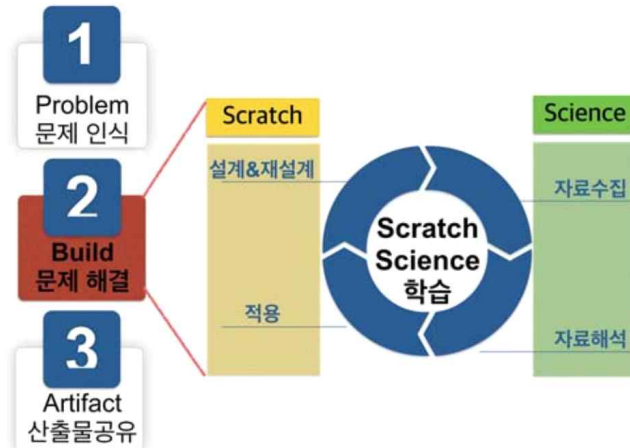 1
Problem
문제 인식
2
Build
문제 해결
3
Artifact
산출물공유
Scratch
설계&재설계
적용
Scratch
Science
학습
Science
자료수집
자료해석